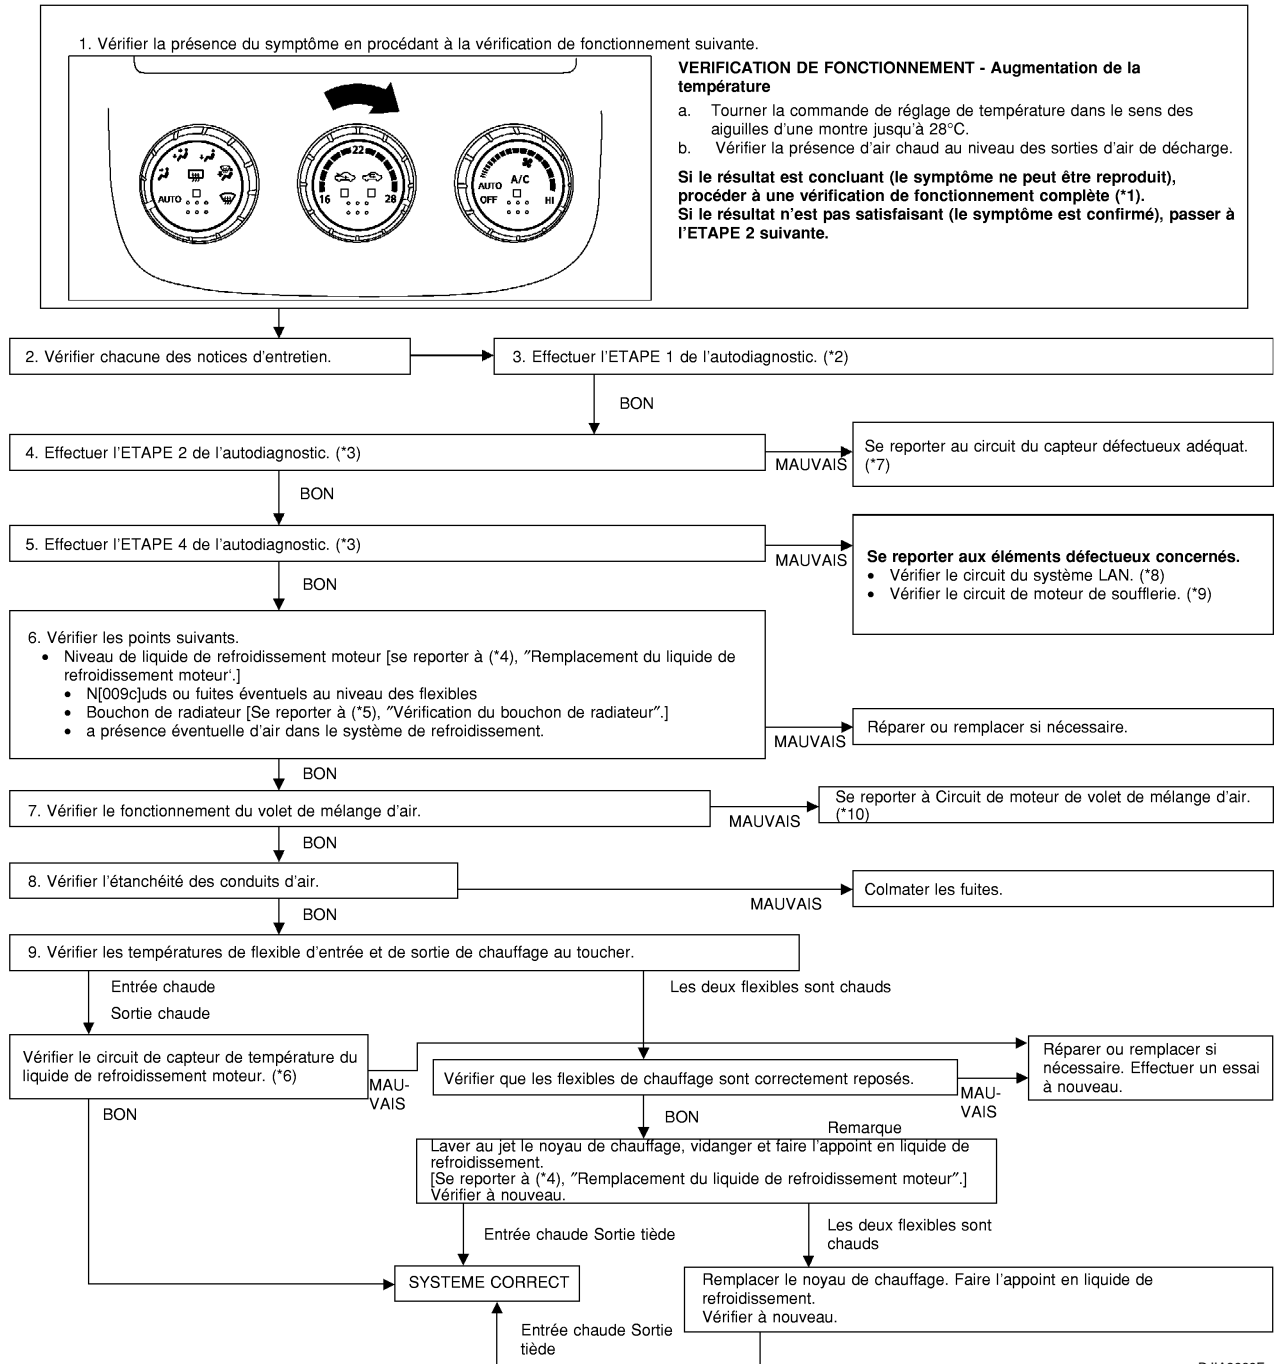 1. Vérifier la présence du symptôme en procédant à la vérification de fonctionnement suivante.
VERIFICATION DE FONCTIONNEMENT - Augmentation de la
température
a. Tourner la commande de réglage de température dans le sens des
aiguilles d'une montre jusqu'à 28°C.
b. Vérifier la présence d'air chaud au niveau des sorties d'air de décharge.
Si le résultat est concluant (le symptôme ne peut être reproduit),
procéder à une vérification de fonctionnement complète (*1).
Si le résultat n'est pas satisfaisant (le symptôme est confirmé), passer à
l'ETAPE 2 suivante.
AUTO
22
16
28
A/C
AUTO
OFF
HI
2. Vérifier chacune des notices d'entretien.
3. Effectuer l'ETAPE 1 de l'autodiagnostic. (*2)
BON
4. Effectuer l'ETAPE 2 de l'autodiagnostic. (*3)
MAUVAIS
Se reporter au circuit du capteur défectueux adéquat.
(*7)
BON
5. Effectuer l'ETAPE 4 de l'autodiagnostic. (*3)
MAUVAIS
Se reporter aux éléments défectueux concernés.
• Vérifier le circuit du système LAN. (*8)
• Vérifier le circuit de moteur de soufflerie. (*9)
BON
6. Vérifier les points suivants.
• Niveau de liquide de refroidissement moteur [se reporter à (*4), ″Remplacement du liquide de
refroidissement moteur‘.]
• N[009c]uds ou fuites éventuels au niveau des flexibles
• Bouchon de radiateur [Se reporter à (*5), ″Vérification du bouchon de radiateur″.]
• a présence éventuelle d'air dans le système de refroidissement.
MAUVAIS
Réparer ou remplacer si nécessaire.
BON
7. Vérifier le fonctionnement du volet de mélange d'air.
MAUVAIS
Se reporter à Circuit de moteur de volet de mélange d'air.
(*10)
BON
8. Vérifier l'étanchéité des conduits d'air.
MAUVAIS
Colmater les fuites.
BON
9. Vérifier les températures de flexible d'entrée et de sortie de chauffage au toucher.
Entrée chaude
Sortie chaude
Les deux flexibles sont chauds
Vérifier le circuit de capteur de température du
liquide de refroidissement moteur. (*6)
MAU-
VAIS
BON
Vérifier que les flexibles de chauffage sont correctement reposés.
MAU-
VAIS
Réparer ou remplacer si
nécessaire. Effectuer un essai
à nouveau.
BON
Remarque
Laver au jet le noyau de chauffage, vidanger et faire l'appoint en liquide de
refroidissement.
[Se reporter à (*4), ″Remplacement du liquide de refroidissement moteur″.]
Vérifier à nouveau.
Entrée chaude Sortie tiède
Les deux flexibles sont
chauds
SYSTEME CORRECT
Remplacer le noyau de chauffage. Faire l'appoint en liquide de
refroidissement.
Vérifier à nouveau.
Entrée chaude Sortie
tiède